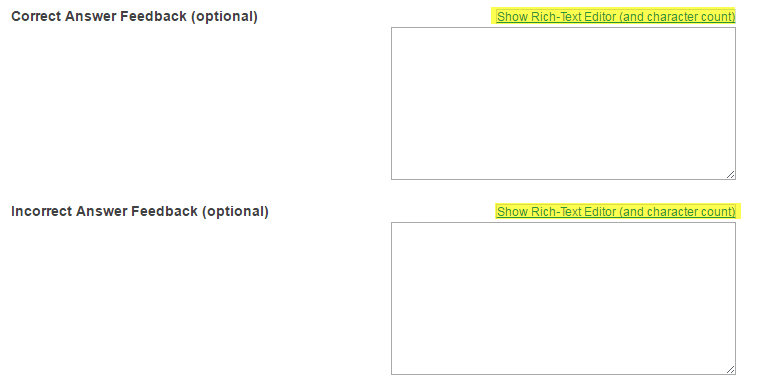 Correct Answer Feedback (optional)
Show Rich-Text Editor (and character count)
Incorrect Answer Feedback (optional)
Show Rich-Text Editor (and character count)